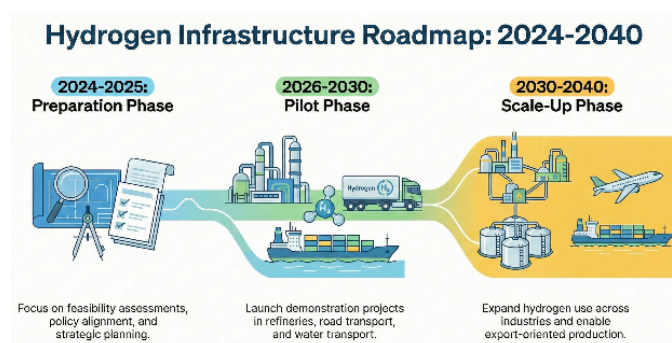 Hydrogen Infrastructure Roadmap: 2024-2040
2024-2025:
Preparation Phase
2026-2030:
Pilot Phase
2030-2040:
Scale-Up Phase
Hydrogen
H₂
H₂
Focus on feasibility assessments,
policy alignment, and
strategic planning.
Launch demonstration projects
in refineries, road transport,
and water transport.
Expand hydrogen use across
industries and enable
export-oriented production.